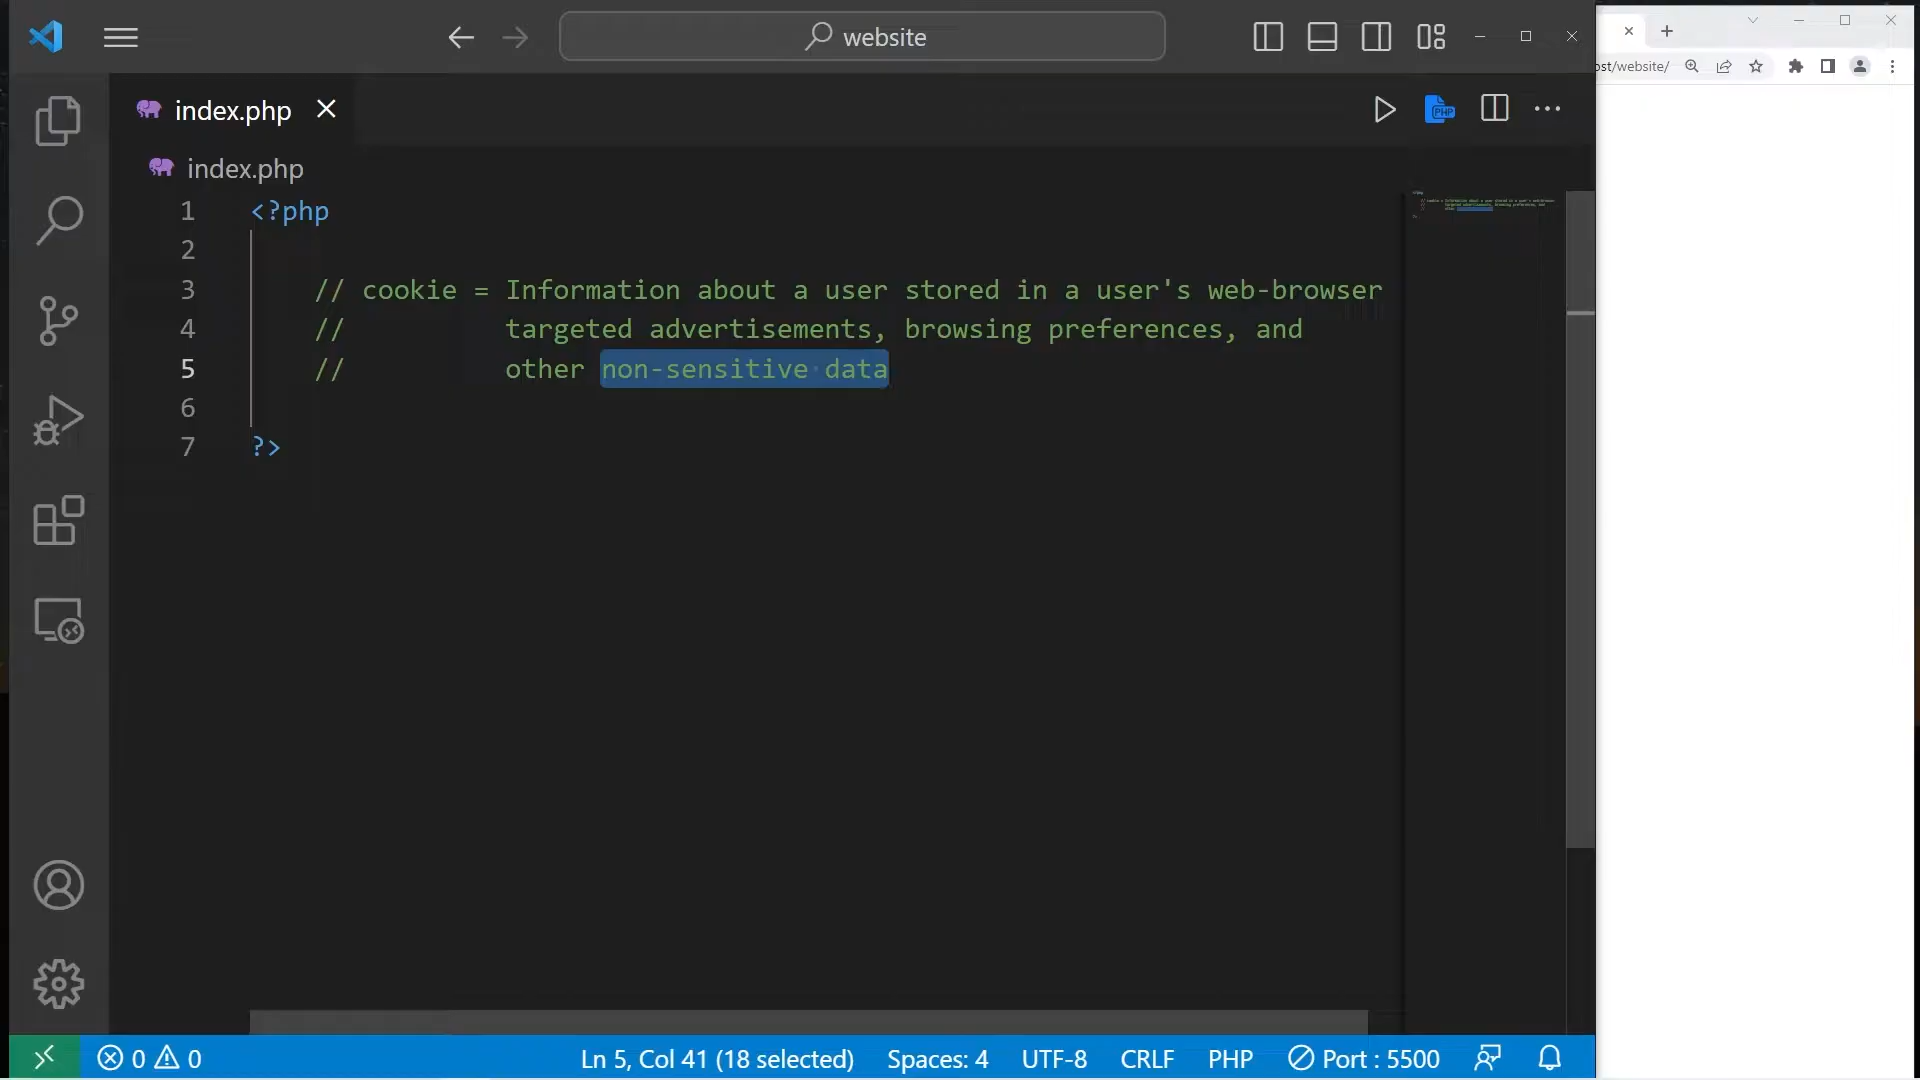 website
ost/website/
index.php
index.php
1 <?php
2
3 // cookie = Information about a user stored in a user's web-browser
4 // targeted advertisements, browsing preferences, and
5 // other non-sensitive data
6
7 ?>
0 0 Ln 5, Col 41 (18 selected) Spaces: 4 UTF-8 CRLF PHP Port : 5500